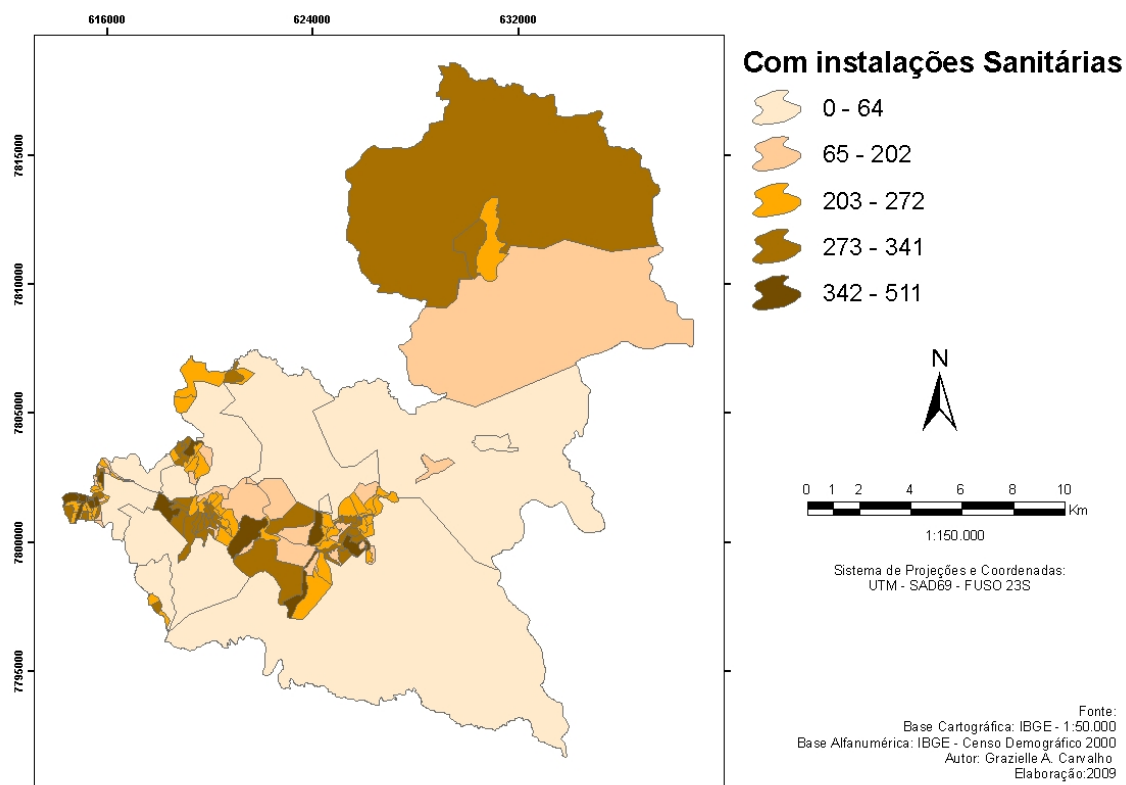 616000
624000
632000
7815000
7810000
7805000
7800000
7795000
Com instalações Sanitárias
0 - 64
65 - 202
203 - 272
273 - 341
342 - 511
N
0 2 4 6 8 10
Km
1:150.000
Sistema de Projeções e Coordenadas:
UTM - SAD69 - FUSO 23S
Fonte:
Base Cartográfica: IBGE - 1:50.000
Base Alfanumérica: IBGE - Censo Demográfico 2000
Autor: Grazielle A. Carvalho
Elaboração:2009